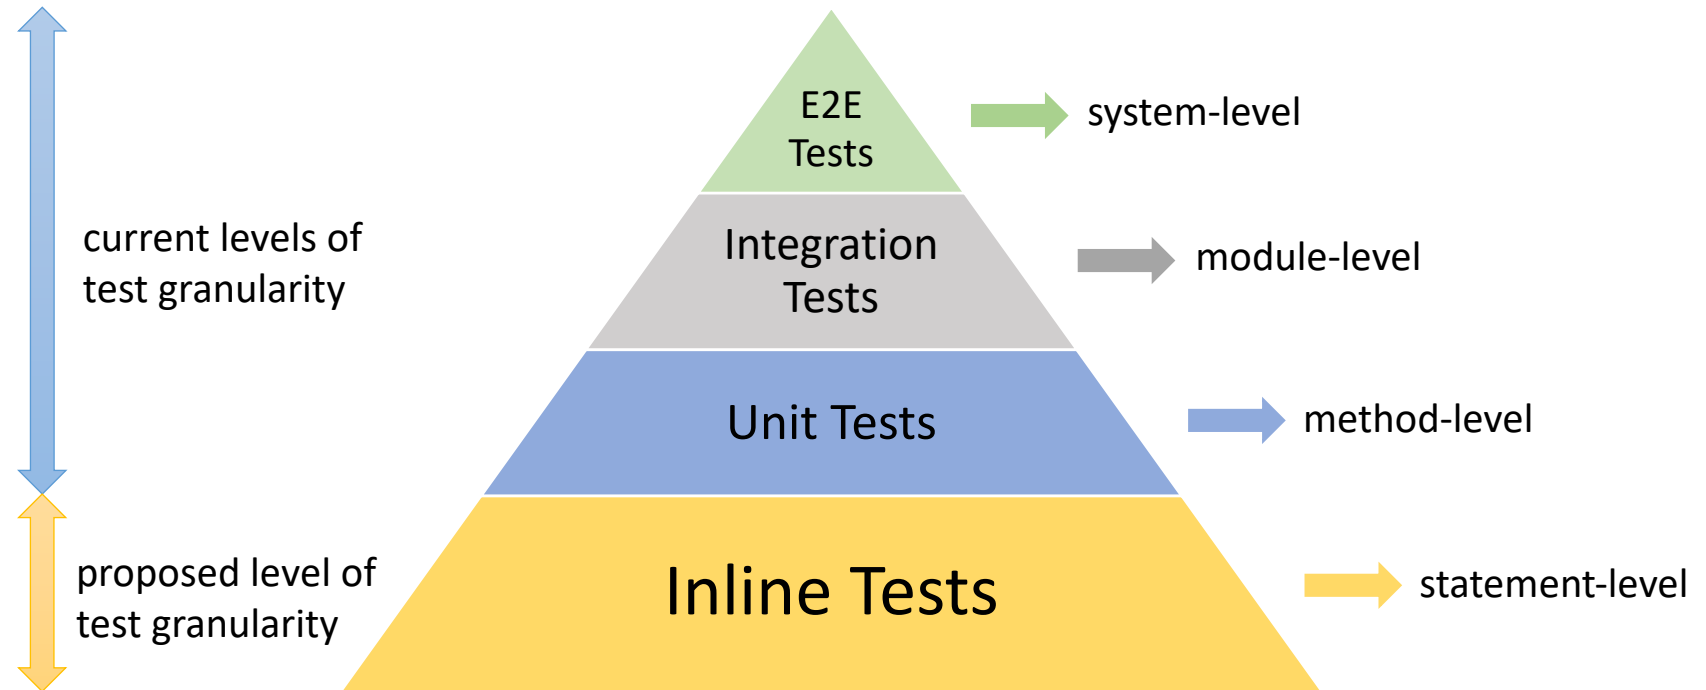 E2E
Tests
system-level
current levels of
test granularity
Integration
Tests
module-level
Unit Tests
method-level
proposed level of
test granularity
Inline Tests
statement-level